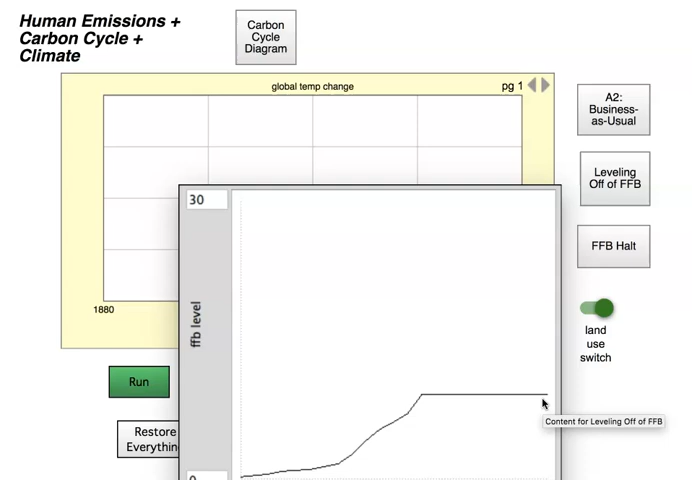 Human Emissions +
Carbon Cycle +
Climate
Carbon
Cycle
Diagram
global temp change
pg 1
A2:
Business-
as-Usual
Leveling
Off of FFB
FFB Halt
land
use
switch
1880
Run
Restore
Everythin
30
ffb level
0
Content for Leveling Off of FFB